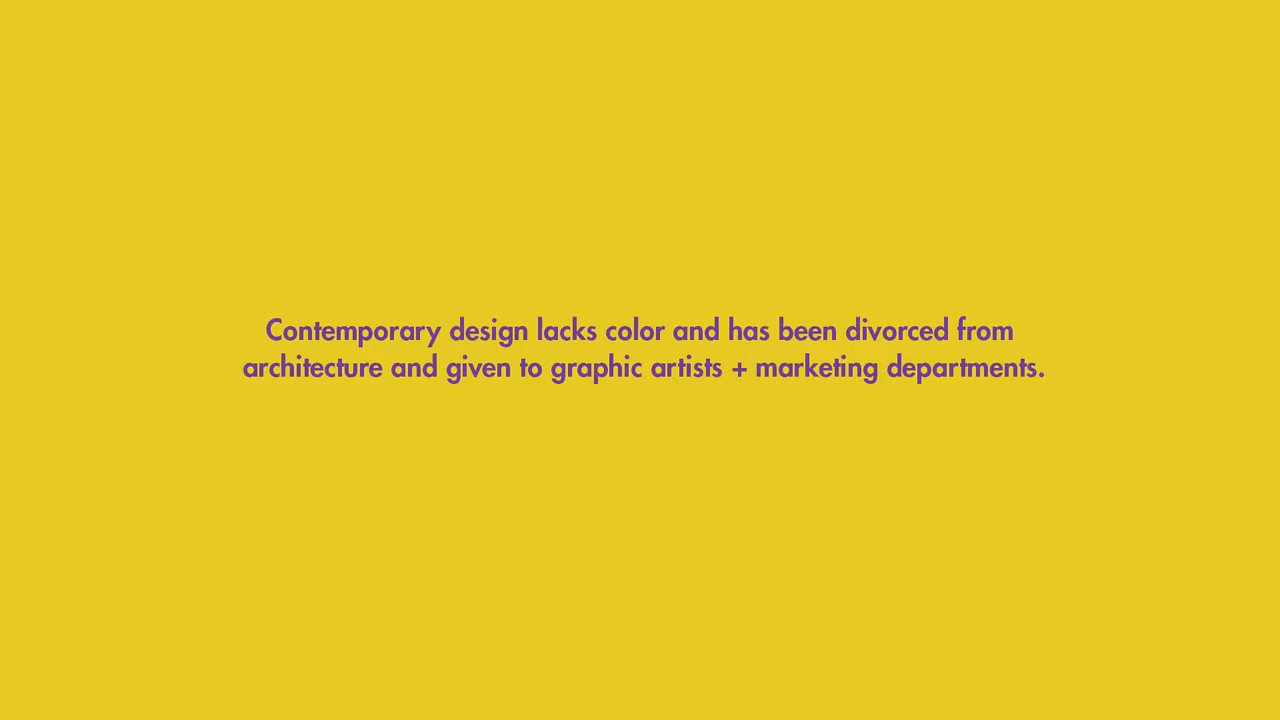 Contemporary design lacks color and has been divorced from
architecture and given to graphic artists + marketing departments.